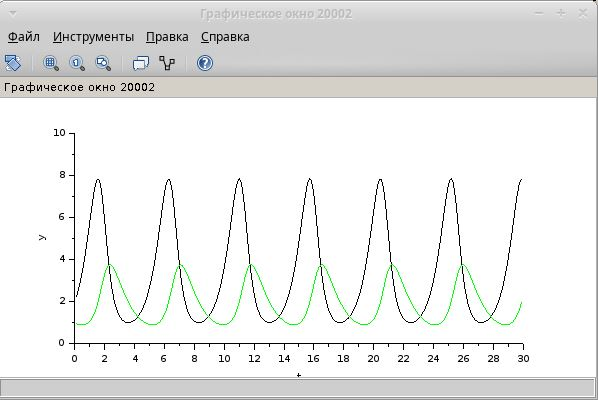 Графическое окно 20002
Файл Инструменты Правка Справка
Графическое окно 20002
10
8
6
y
4
2
0
0 2 4 6 8 10 12 14 16 18 20 22 24 26 28 30